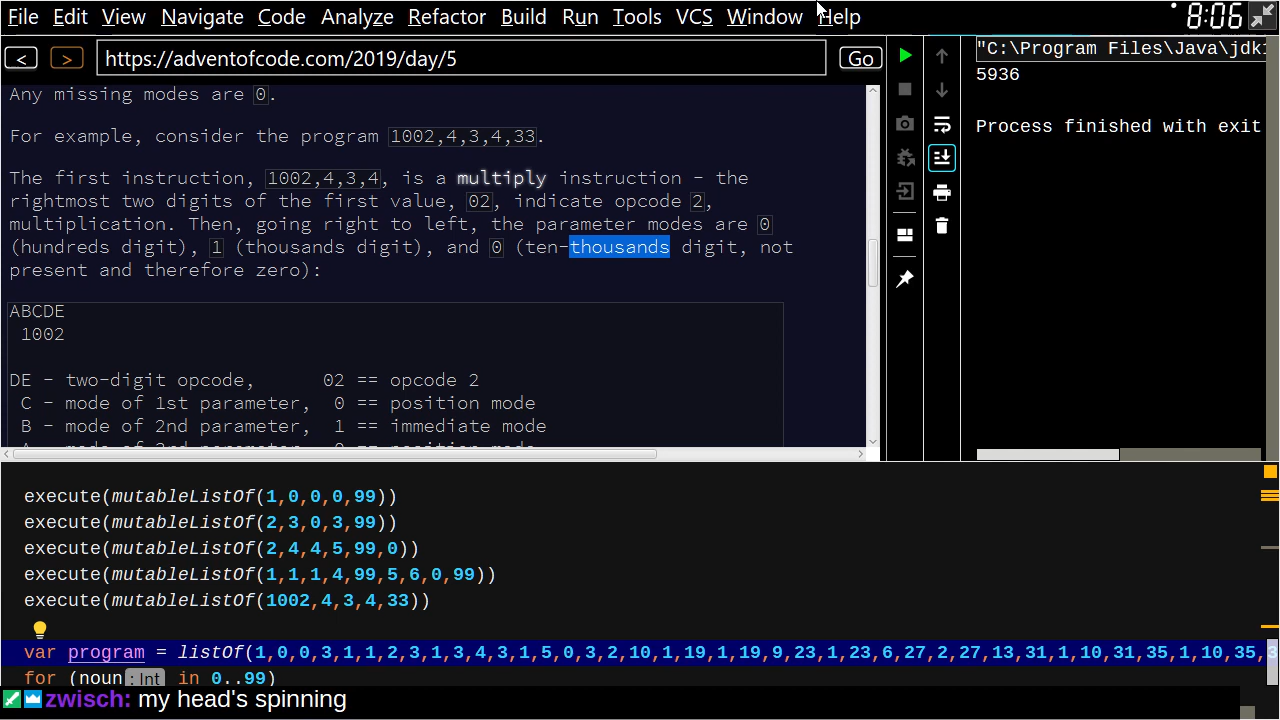 File Edit View Navigate Code Analyze Refactor Build Run Tools VCS Window Help 8:06
< > https://adventofcode.com/2019/day/5 Go
"C:\Program Files\Java\jdk
5936
Process finished with exit
Any missing modes are 0.
For example, consider the program 1002,4,3,4,33.
The first instruction, 1002,4,3,4, is a multiply instruction - the
rightmost two digits of the first value, 02, indicate opcode 2,
multiplication. Then, going right to left, the parameter modes are 0
(hundreds digit), 1 (thousands digit), and 0 (ten-thousands digit, not
present and therefore zero):
ABCDE
1002
DE - two-digit opcode, 02 == opcode 2
C - mode of 1st parameter, 0 == position mode
B - mode of 2nd parameter, 1 == immediate mode
execute(mutableListOf(1,0,0,0,99))
execute(mutableListOf(2,3,0,3,99))
execute(mutableListOf(2,4,4,5,99,0))
execute(mutableListOf(1,1,1,4,99,5,6,0,99))
execute(mutableListOf(1002,4,3,4,33))
var program = listOf(1,0,0,3,1,1,2,3,1,3,4,3,1,5,0,3,2,10,1,19,1,19,9,23,1,23,6,27,2,27,13,31,1,10,31,35,1,10,35,3
for (noun: Int in 0..99)
zwisch: my head's spinning